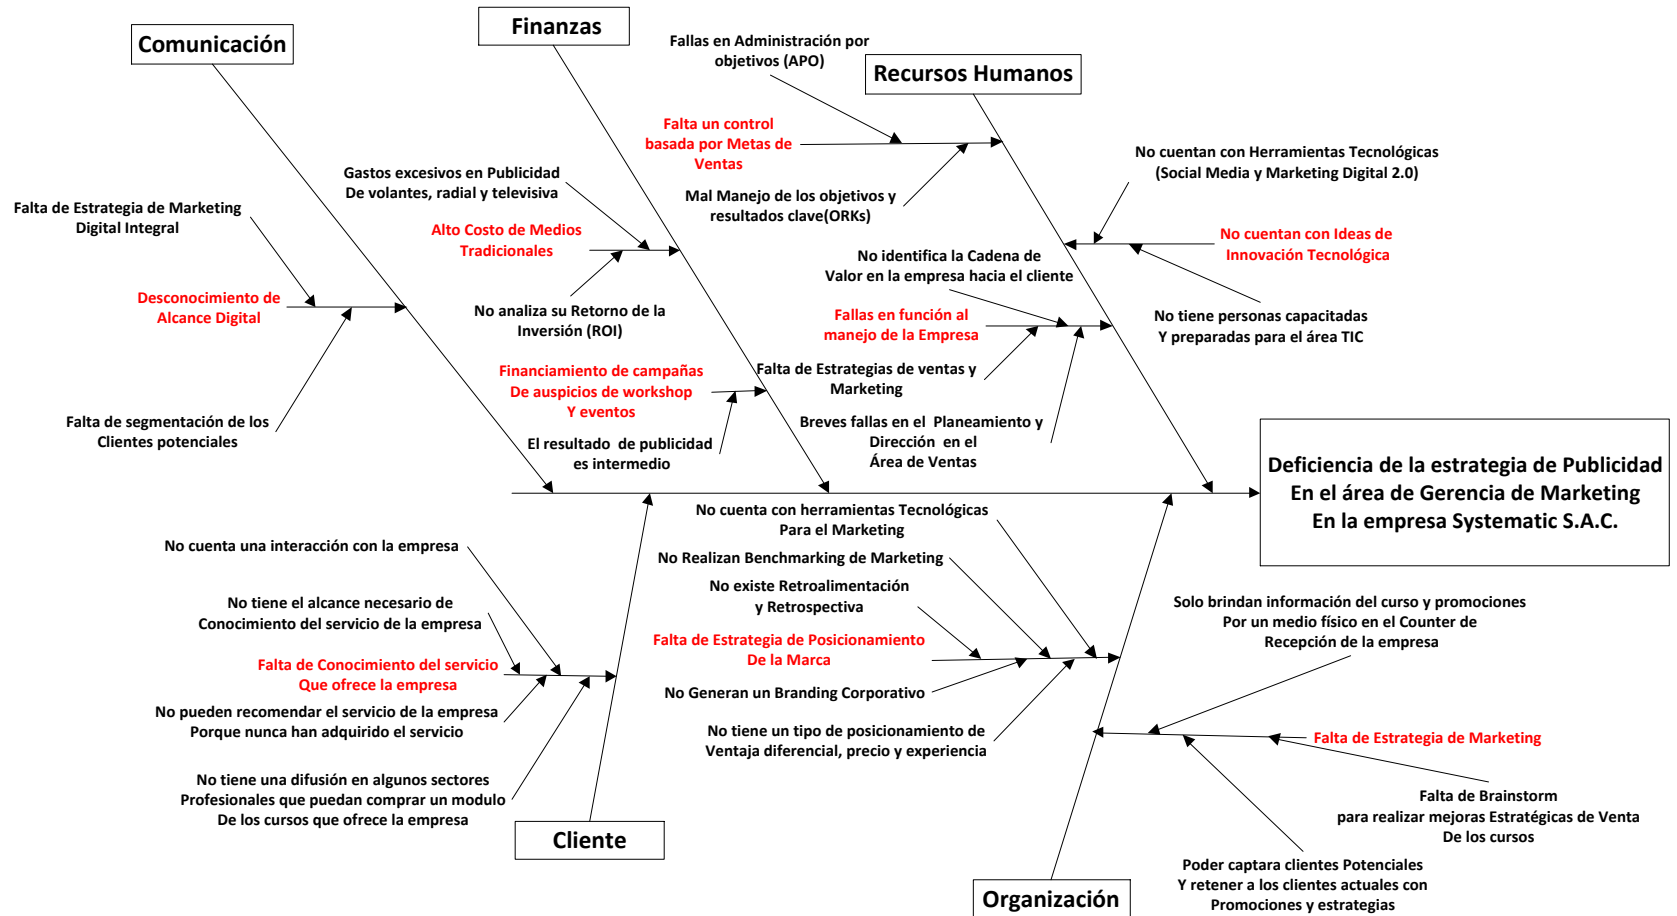 Comunicación
Finanzas
Fallas en Administración por
objetivos (APO)
Recursos Humanos
Falta un control
basada por Metas de
Ventas
Mal Manejo de los objetivos y
resultados clave(ORKs)
No cuentan con Herramientas Tecnológicas
(Social Media y Marketing Digital 2.0)
No cuentan con Ideas de
Innovación Tecnológica
No tiene personas capacitadas
Y preparadas para el área TIC
Gastos excesivos en Publicidad
De volantes, radial y televisiva
Alto Costo de Medios
Tradicionales
No analiza su Retorno de la
Inversión (ROI)
Falta de Estrategia de Marketing
Digital Integral
Desconocimiento de
Alcance Digital
Falta de segmentación de los
Clientes potenciales
No identifica la Cadena de
Valor en la empresa hacia el cliente
Fallas en función al
manejo de la Empresa
Falta de Estrategias de ventas y
Marketing
Breves fallas en el Planeamiento y
Dirección en el
Área de Ventas
Financiamiento de campañas
De auspicios de workshop
Y eventos
El resultado de publicidad
es intermedio
Deficiencia de la estrategia de Publicidad
En el área de Gerencia de Marketing
En la empresa Systematic S.A.C.
No cuenta con herramientas Tecnológicas
Para el Marketing
No Realizan Benchmarking de Marketing
No existe Retroalimentación
y Retrospectiva
Falta de Estrategia de Posicionamiento
De la Marca
No Generan un Branding Corporativo
No tiene un tipo de posicionamiento de
Ventaja diferencial, precio y experiencia
No cuenta una interacción con la empresa
No tiene el alcance necesario de
Conocimiento del servicio de la empresa
Falta de Conocimiento del servicio
Que ofrece la empresa
No pueden recomendar el servicio de la empresa
Porque nunca han adquirido el servicio
No tiene una difusión en algunos sectores
Profesionales que puedan comprar un modulo
De los cursos que ofrece la empresa
Cliente
Solo brindan información del curso y promociones
Por un medio físico en el Counter de
Recepción de la empresa
Falta de Estrategia de Marketing
Falta de Brainstorm
para realizar mejoras Estratégicas de Venta
De los cursos
Poder captara clientes Potenciales
Y retener a los clientes actuales con
Promociones y estrategias
Organización